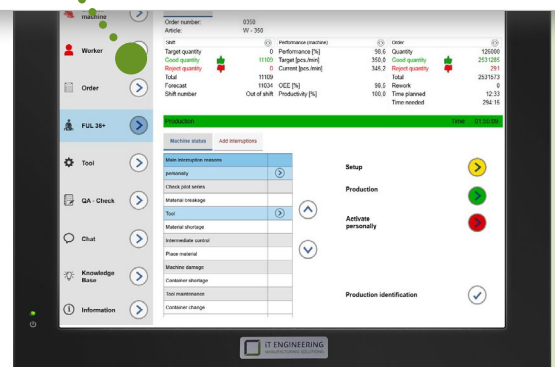 machine
Order number: 0350
Article: W - 350
Shift Performance (machine) Order
Target quantity 0 Performance [%] 98,6 Quantity 126000
Good quantity 11109 Target [pcs./min] 350,0 Good quantity 2531285
Reject quantity 0 Current [pcs./min] 345,2 Reject quantity 291
Total 11109 Total 2531573
Forecast 11034 OEE [%] 98,5 Rework 0
Shift number Out of shift Productivity [%] 100,0 Time planned 12:33
Time needed 294:15
Worker
Order
FUL 36+
Tool
QA - Check
Chat
Knowledge
Base
Information
Production Time
Machine status Add interruptions
Main interruption reasons
personally
Check pilot series
Material breakage
Tool
Material shortage
Intermediate control
Place material
Machine damage
Container shortage
Tool maintenance
Container change
Setup
Production
Activate
personally
Production identification
iT ENGINEERING
MANUFACTURING SOLUTIONS